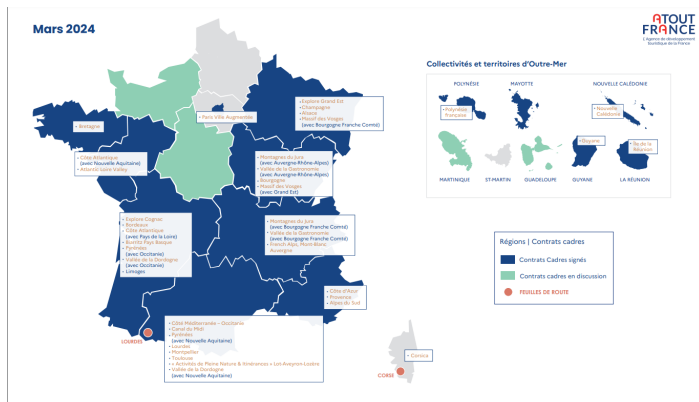 Mars 2024
ATOUT
FRANCE
L'Agence de développement
touristique de la France
Collectivités et territoires d'Outre-Mer
POLYNÉSIE
MAYOTTE
NOUVELLE CALÉDONIE
• Polynésie
Française
• Nouvelle
Calédonie
• Guyane
• Ile de la
Réunion
MARTINIQUE
ST-MARTIN
GUADELOUPE
GUYANE
LA RÉUNION
• Explore Grand Est
• Champagne
• Alsace
• Massif des Vosges
(avec Bourgogne Franche Comté)
• Paris Ville Augmentée
• Bretagne
• Côte Atlantique
(avec Nouvelle Aquitaine)
• Atlantic Loire Valley
• Montagnes du Jura
(avec Auvergne-Rhône-Alpes)
• Vallée de la Gastronomie
(avec Auvergne-Rhône-Alpes)
• Bourgogne
• Massif des Vosges
(avec Grand Est)
• Explore Cognac
• Bordeaux
• Côte Atlantique
(avec Pays de la Loire)
• Biarritz Pays Basque
• Pyrénées
(avec Occitanie)
• Vallée de la Dordogne
(avec Occitanie)
• Limoges
• Montagnes du Jura
(avec Bourgogne Franche Comté)
• Vallée de la Gastronomie
(avec Bourgogne Franche Comté)
• French Alps, Mont-Blanc
Auvergne
• Côte d'Azur
• Provence
• Alpes du Sud
LOURDES
• Côte Méditerranée – Occitanie
• Canal du Midi
• Pyrénées
(avec Nouvelle Aquitaine)
• Lourdes
• Montpellier
• Toulouse
• « Activités de Pleine Nature & Itinérances » Lot-Aveyron-Lozère
• Vallée de la Dordogne
(avec Nouvelle Aquitaine)
• Corsica
CORSE
Régions | Contrats cadres
Contrats Cadres signés
Contrats cadres en discussion
FEUILLES DE ROUTE